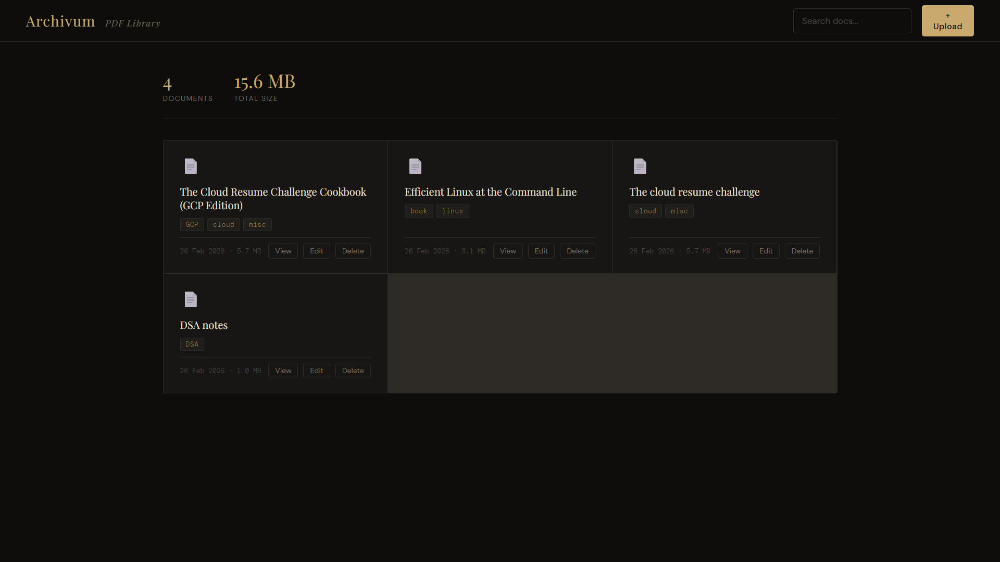 Archivum PDF Library
Search docs...
+
Upload
4
DOCUMENTS
15.6 MB
TOTAL SIZE
The Cloud Resume Challenge Cookbook
(GCP Edition)
GCP cloud misc
26 Feb 2026 · 5.7 MB View Edit Delete
Efficient Linux at the Command Line
book linux
26 Feb 2026 · 3.1 MB View Edit Delete
The cloud resume challenge
cloud misc
26 Feb 2026 · 5.7 MB View Edit Delete
DSA notes
DSA
26 Feb 2026 · 1.0 MB View Edit Delete